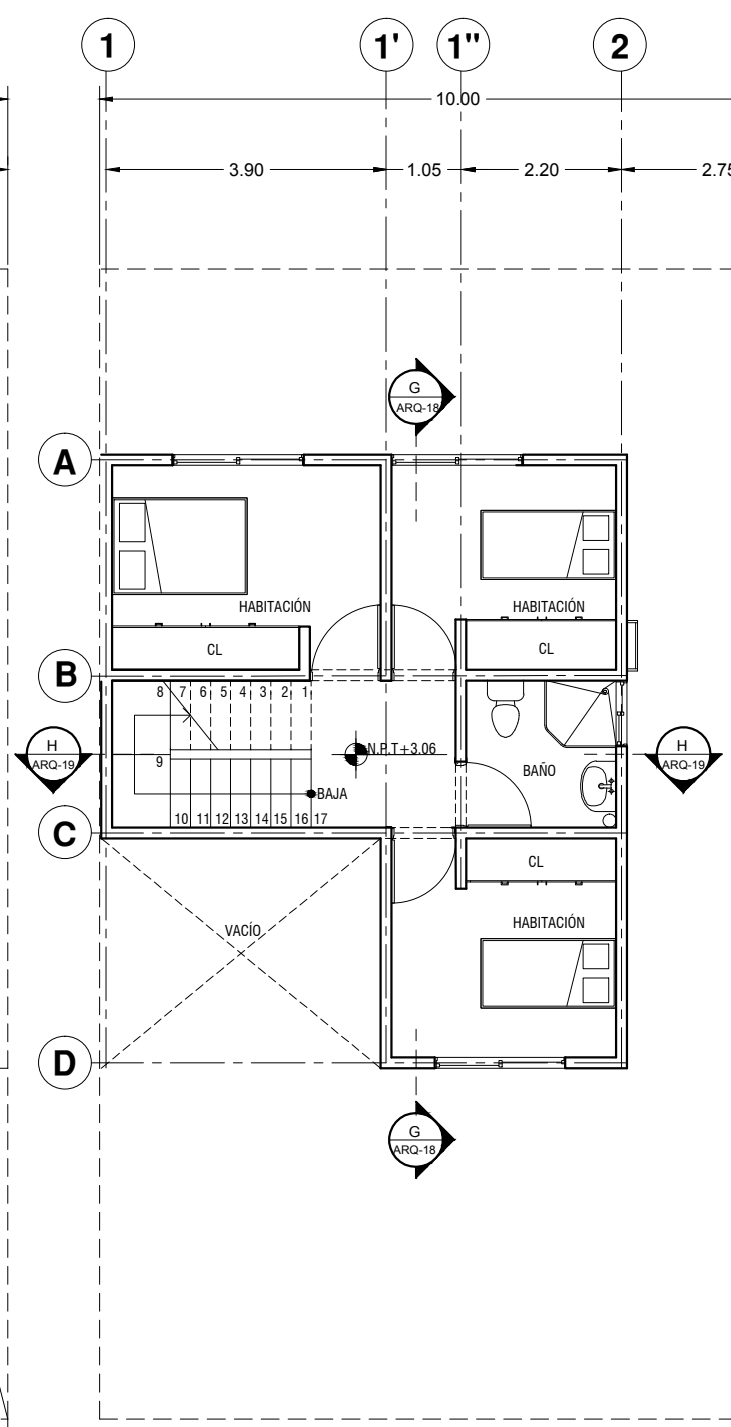 1 1' 1" 2
10.00
3.90 1.05 2.20 2.75
G
ARQ-18
A
HABITACIÓN HABITACIÓN
CL CL
B
8 7 6 5 4 3 2 1
H
ARQ-19
9
N.P.T+3.06
BAÑO
H
ARQ-19
BAJA
10 11 12 13 14 15 16 17
C
CL
VACÍO
HABITACIÓN
D
G
ARQ-18